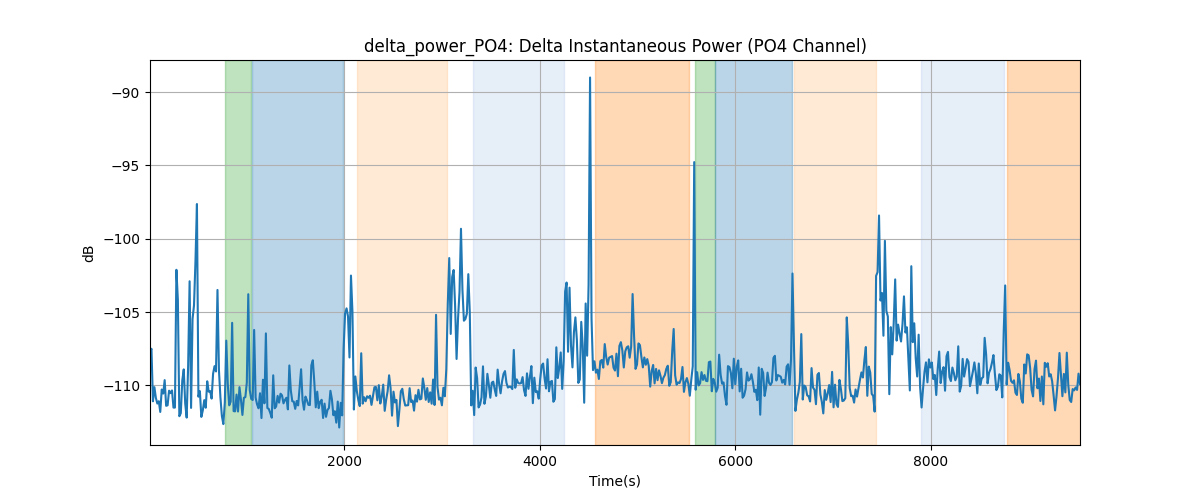 delta_power_PO4: Delta Instantaneous Power (PO4 Channel)
−90
−95
−100
−105
−110
dB
2000 4000 6000 8000
Time(s)